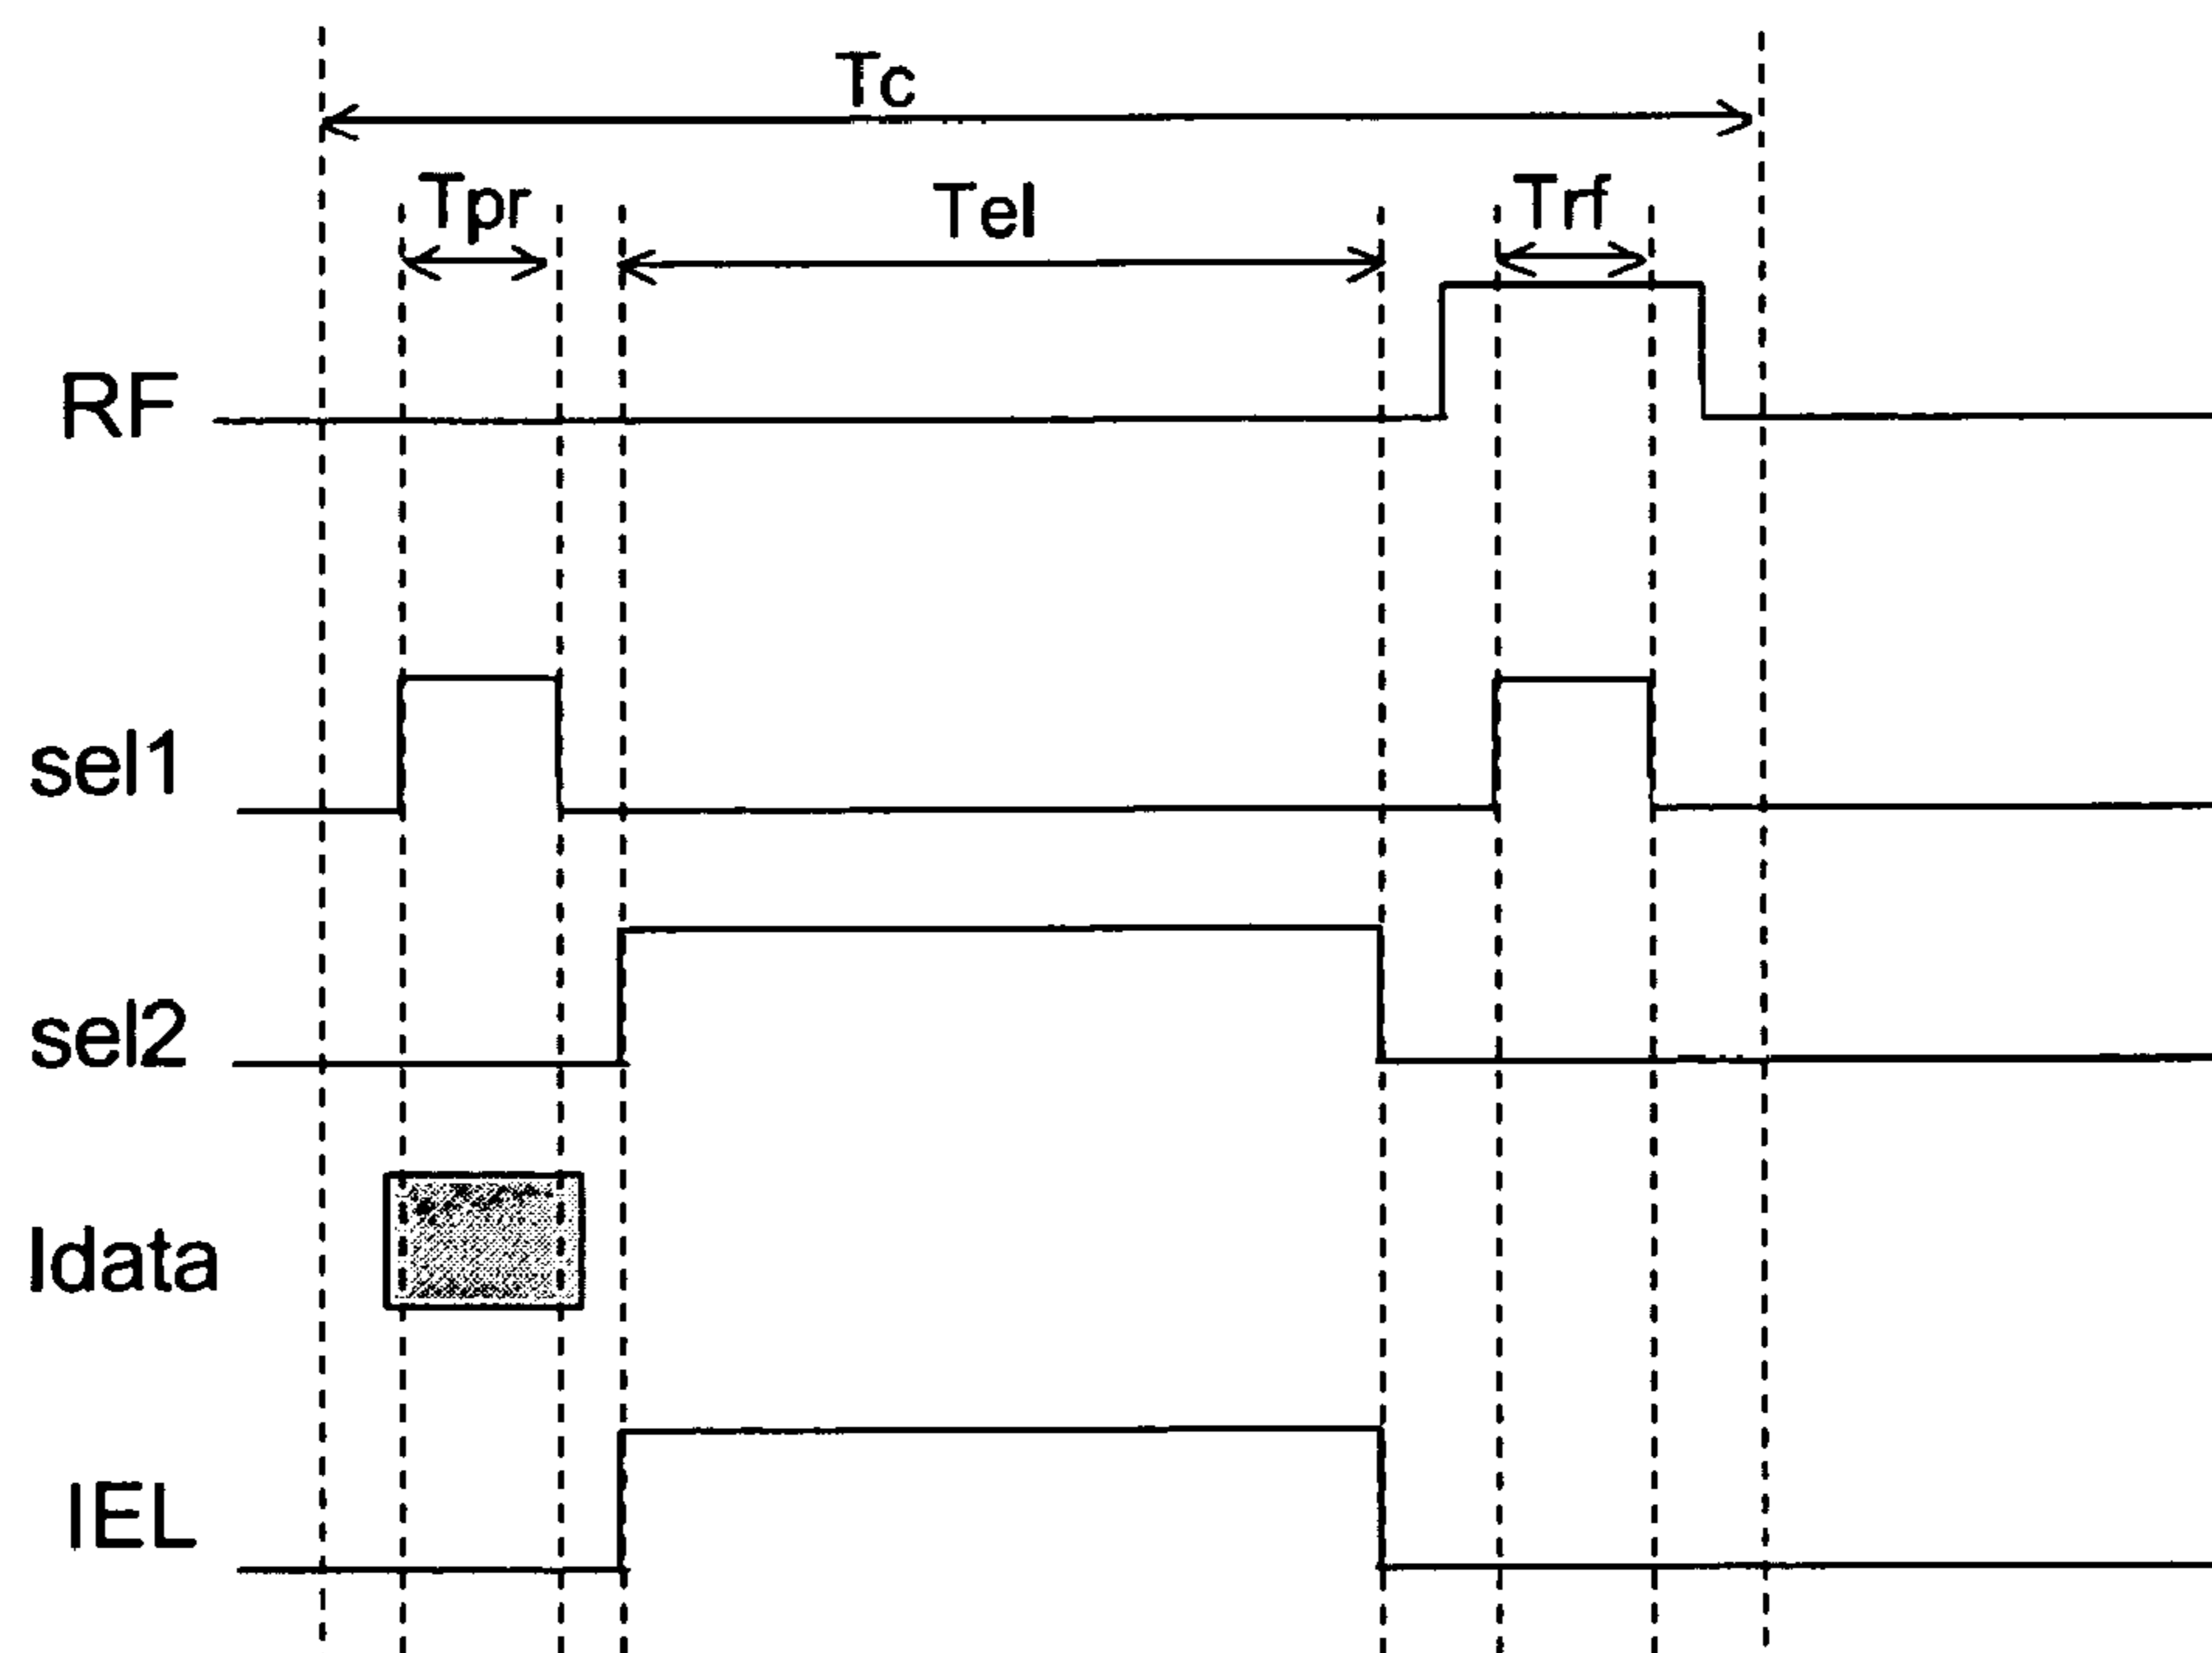 Tc
Tpr
Tel
Trf
RF
sel1
sel2
Idata
IEL